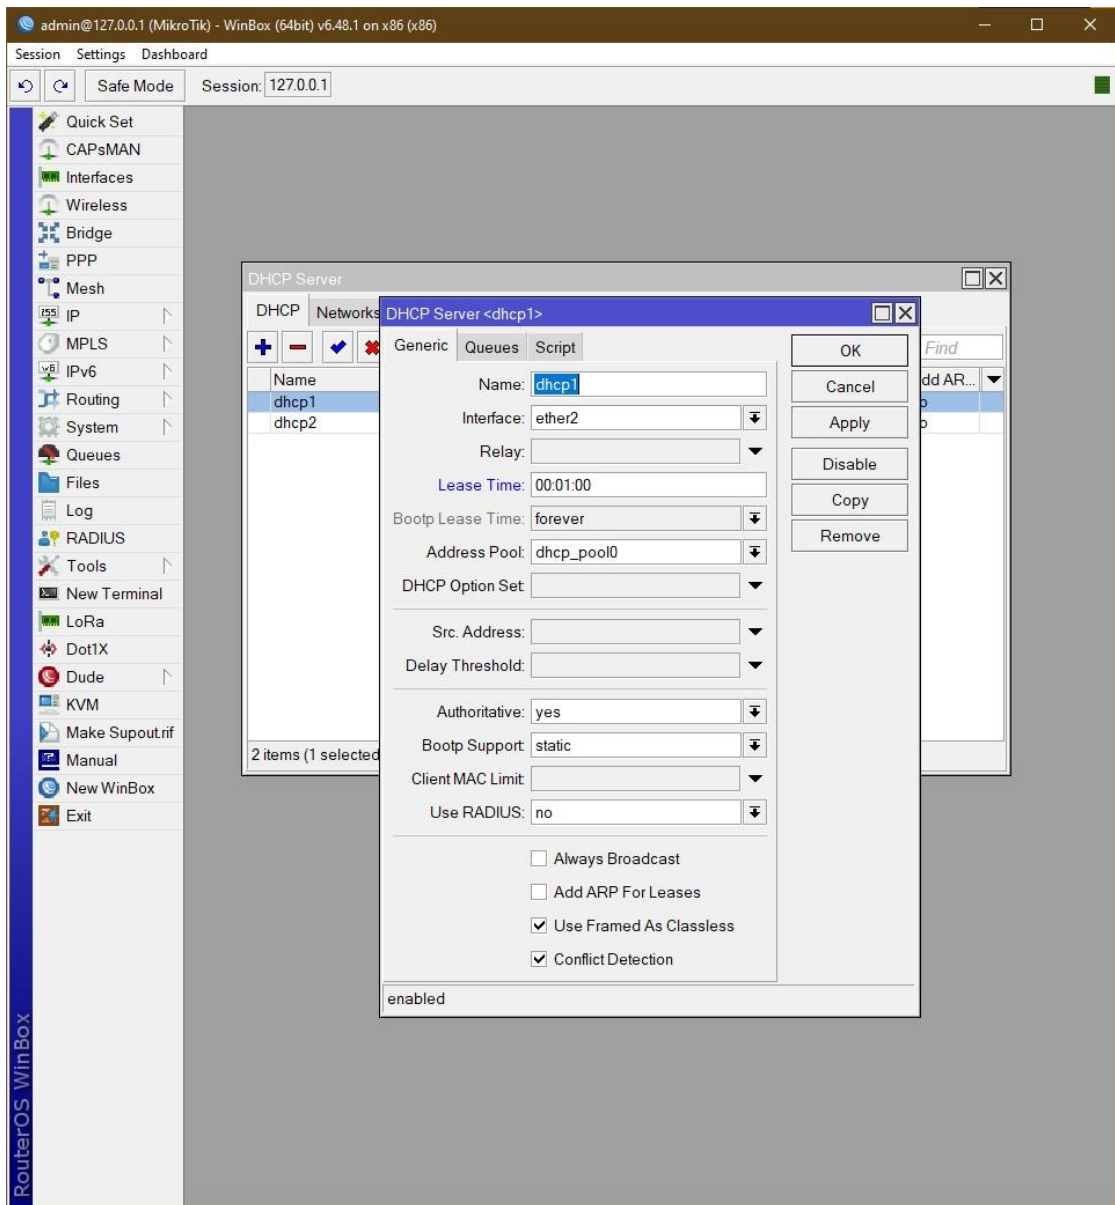 admin@127.0.0.1 (MikroTik) - WinBox (64bit) v6.48.1 on x86 (x86)
Session Settings Dashboard
Safe Mode Session: 127.0.0.1
Quick Set
CAPsMAN
Interfaces
Wireless
Bridge
PPP
Mesh
IP
MPLS
IPv6
Routing
System
Queues
Files
Log
RADIUS
Tools
New Terminal
LoRa
Dot1X
Dude
KVM
Make Supout.rif
Manual
New WinBox
Exit
RouterOS WinBox
DHCP Server
DHCP Networks
Find
Name
dd AR...
dhcp1
dhcp2
2 items (1 selected
DHCP Server <dhcp1>
Generic Queues Script
Name: dhcp1
Interface: ether2
Relay:
Lease Time: 00:01:00
Bootp Lease Time: forever
Address Pool: dhcp_pool0
DHCP Option Set:
Src. Address:
Delay Threshold:
Authoritative: yes
Bootp Support: static
Client MAC Limit:
Use RADIUS: no
Always Broadcast
Add ARP For Leases
Use Framed As Classless
Conflict Detection
enabled
OK
Cancel
Apply
Disable
Copy
Remove